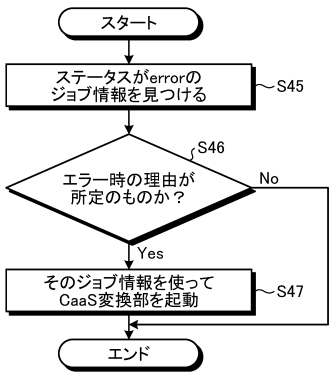 スタート
ステータスがerrorの
ジョブ情報を見つける
S45
S46
エラー時の理由が
所定のものか？
No
Yes
そのジョブ情報を使って
CaaS変換部を起動
S47
エンド